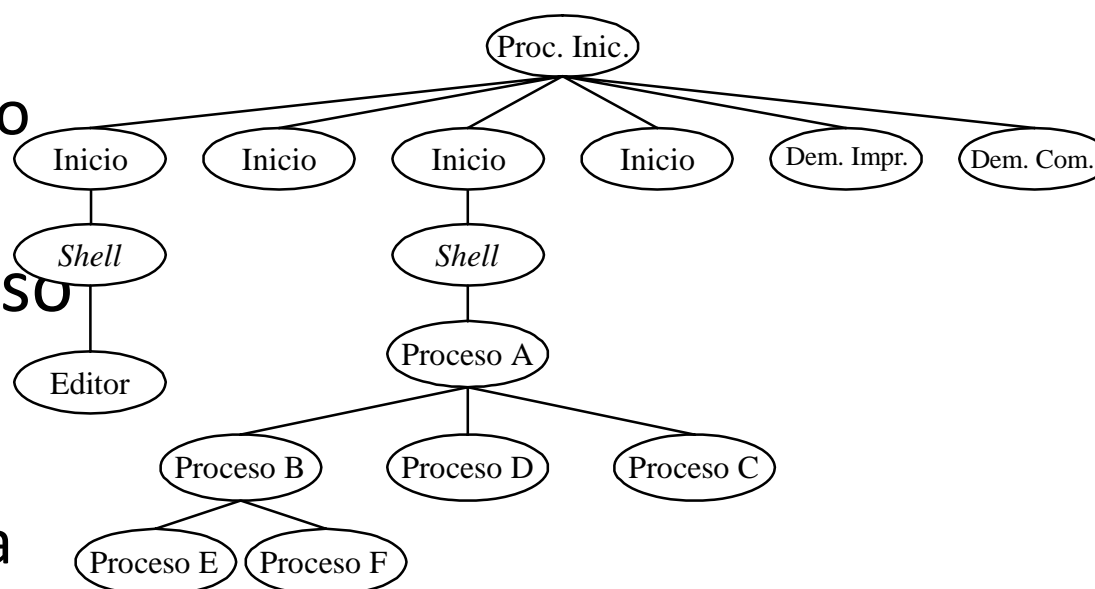 Proc. Inic.
o
Inicio Inicio Inicio Inicio Dem. Impr. Dem. Com.
Shell Shell
so
Proceso A
Editor
Proceso B Proceso D Proceso C
a
Proceso E Proceso F